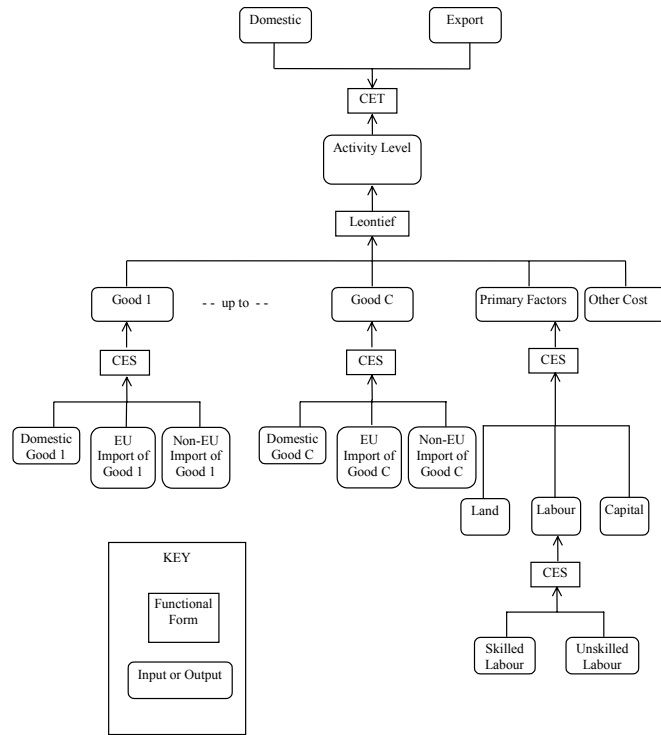 Domestic
Export
CET
Activity Level
Leontief
Good 1
- - up to - -
Good C
Primary Factors
Other Cost
CES
CES
CES
Domestic
Good 1
EU
Import of
Good 1
Non-EU
Import of
Good 1
Domestic
Good C
EU
Import of
Good C
Non-EU
Import of
Good C
Land
Labour
Capital
CES
Skilled
Labour
Unskilled
Labour
KEY
Functional
Form
Input or Output